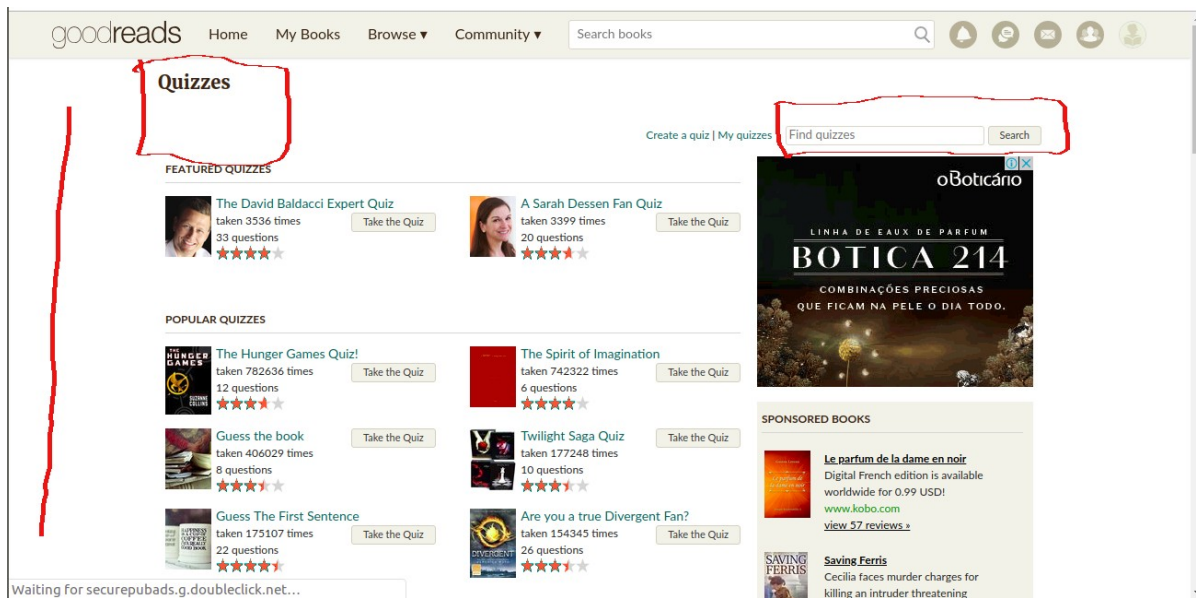 goodreads Home My Books Browse ▾ Community ▾ Search books
Quizzes
Create a quiz | My quizzes Find quizzes Search
FEATURED QUIZZES
The David Baldacci Expert Quiz
taken 3536 times
33 questions
Take the Quiz
A Sarah Dessen Fan Quiz
taken 3399 times
20 questions
Take the Quiz
POPULAR QUIZZES
THE HUNGER GAMES
SUZANNE COLLINS
The Hunger Games Quiz!
taken 782636 times
12 questions
Take the Quiz
The Spirit of Imagination
taken 742322 times
6 questions
Take the Quiz
Guess the book
taken 406029 times
8 questions
Take the Quiz
Twilight Saga Quiz
taken 177248 times
10 questions
Take the Quiz
Guess The First Sentence
taken 175107 times
22 questions
Take the Quiz
DIVERGENT
Are you a true Divergent Fan?
taken 154345 times
26 questions
Take the Quiz
oBoticário
LINHA DE EAUX DE PARFUM
BOTICA 214
COMBINAÇÕES PRECIOSAS
QUE FICAM NA PELE O DIA TODO.
SPONSORED BOOKS
Le parfum de la dame en noir
Digital French edition is available
worldwide for 0.99 USD!
www.kobo.com
view 57 reviews »
SAVING
FERRIS
Saving Ferris
Cecilia faces murder charges for
killing an intruder threatening
Waiting for securepubads.g.doubleclick.net...